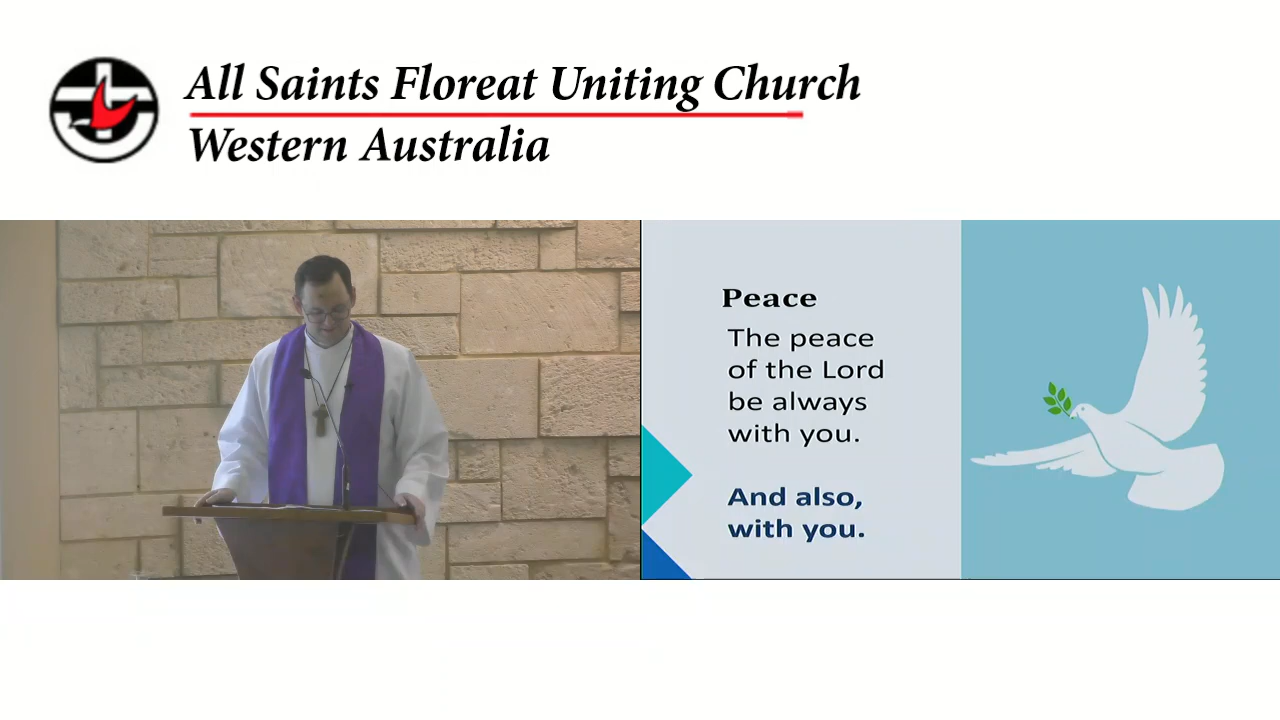 All Saints Floreat Uniting Church
Western Australia
Peace
The peace
of the Lord
be always
with you.
And also,
with you.